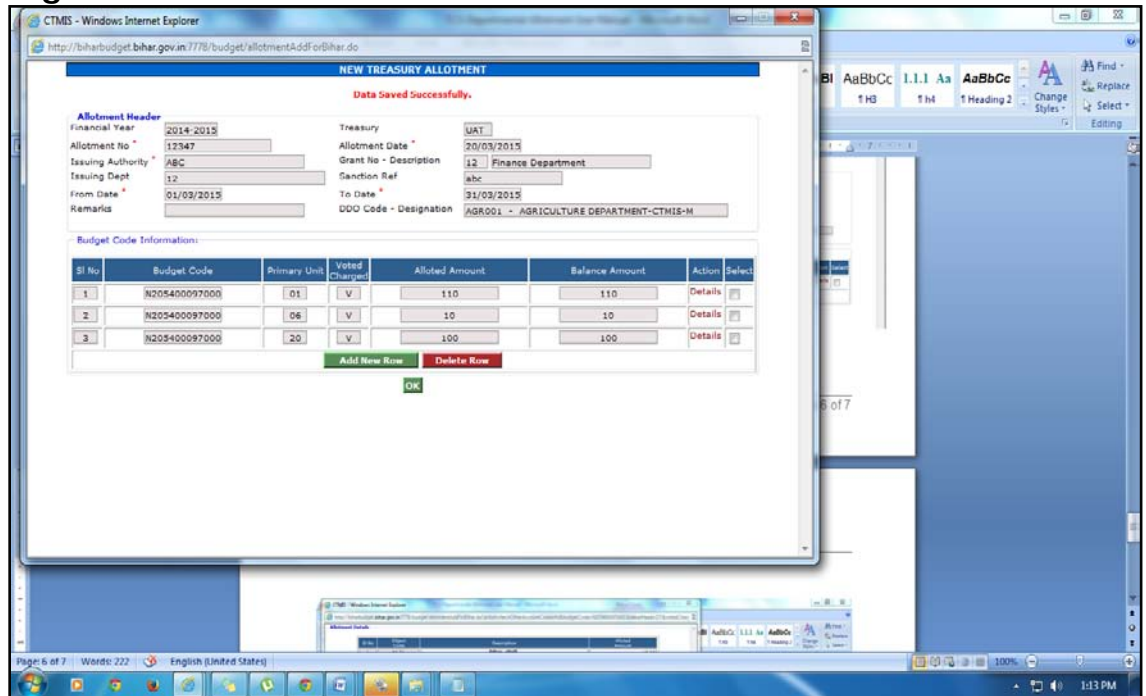 CTMIS - Windows Internet Explorer
http://biharbudget.bihar.gov.in:7778/budget/allotmentAddForBihar.do
NEW TREASURY ALLOTMENT
Data Saved Successfully.
Allotment Header
Financial Year 2014-2015 Treasury UAT
Allotment No * 12347 Allotment Date * 20/03/2015
Issuing Authority * ABC Grant No - Description 12 Finance Department
Issuing Dept 12 Sanction Ref abc
From Date * 01/03/2015 To Date * 31/03/2015
Remarks DDO Code - Designation AGR001 - AGRICULTURE DEPARTMENT-CTMIS-M
Budget Code Information:
Sl No Budget Code Primary Unit Voted Charged Alloted Amount Balance Amount Action Select
1 N205400097000 01 V 110 110 Details
2 N205400097000 06 V 10 10 Details
3 N205400097000 20 V 100 100 Details
Add New Row Delete Row
OK
BI AaBbCc 1.1.1 Aa AaBbCc
¶ H3 ¶ h4 ¶ Heading 2
Change Styles
Find
Replace
Select
Editing
6 of 7
CTMIS - Windows Internet Explorer
Page: 6 of 7 Words: 222 English (United States) 100%
1:13 PM